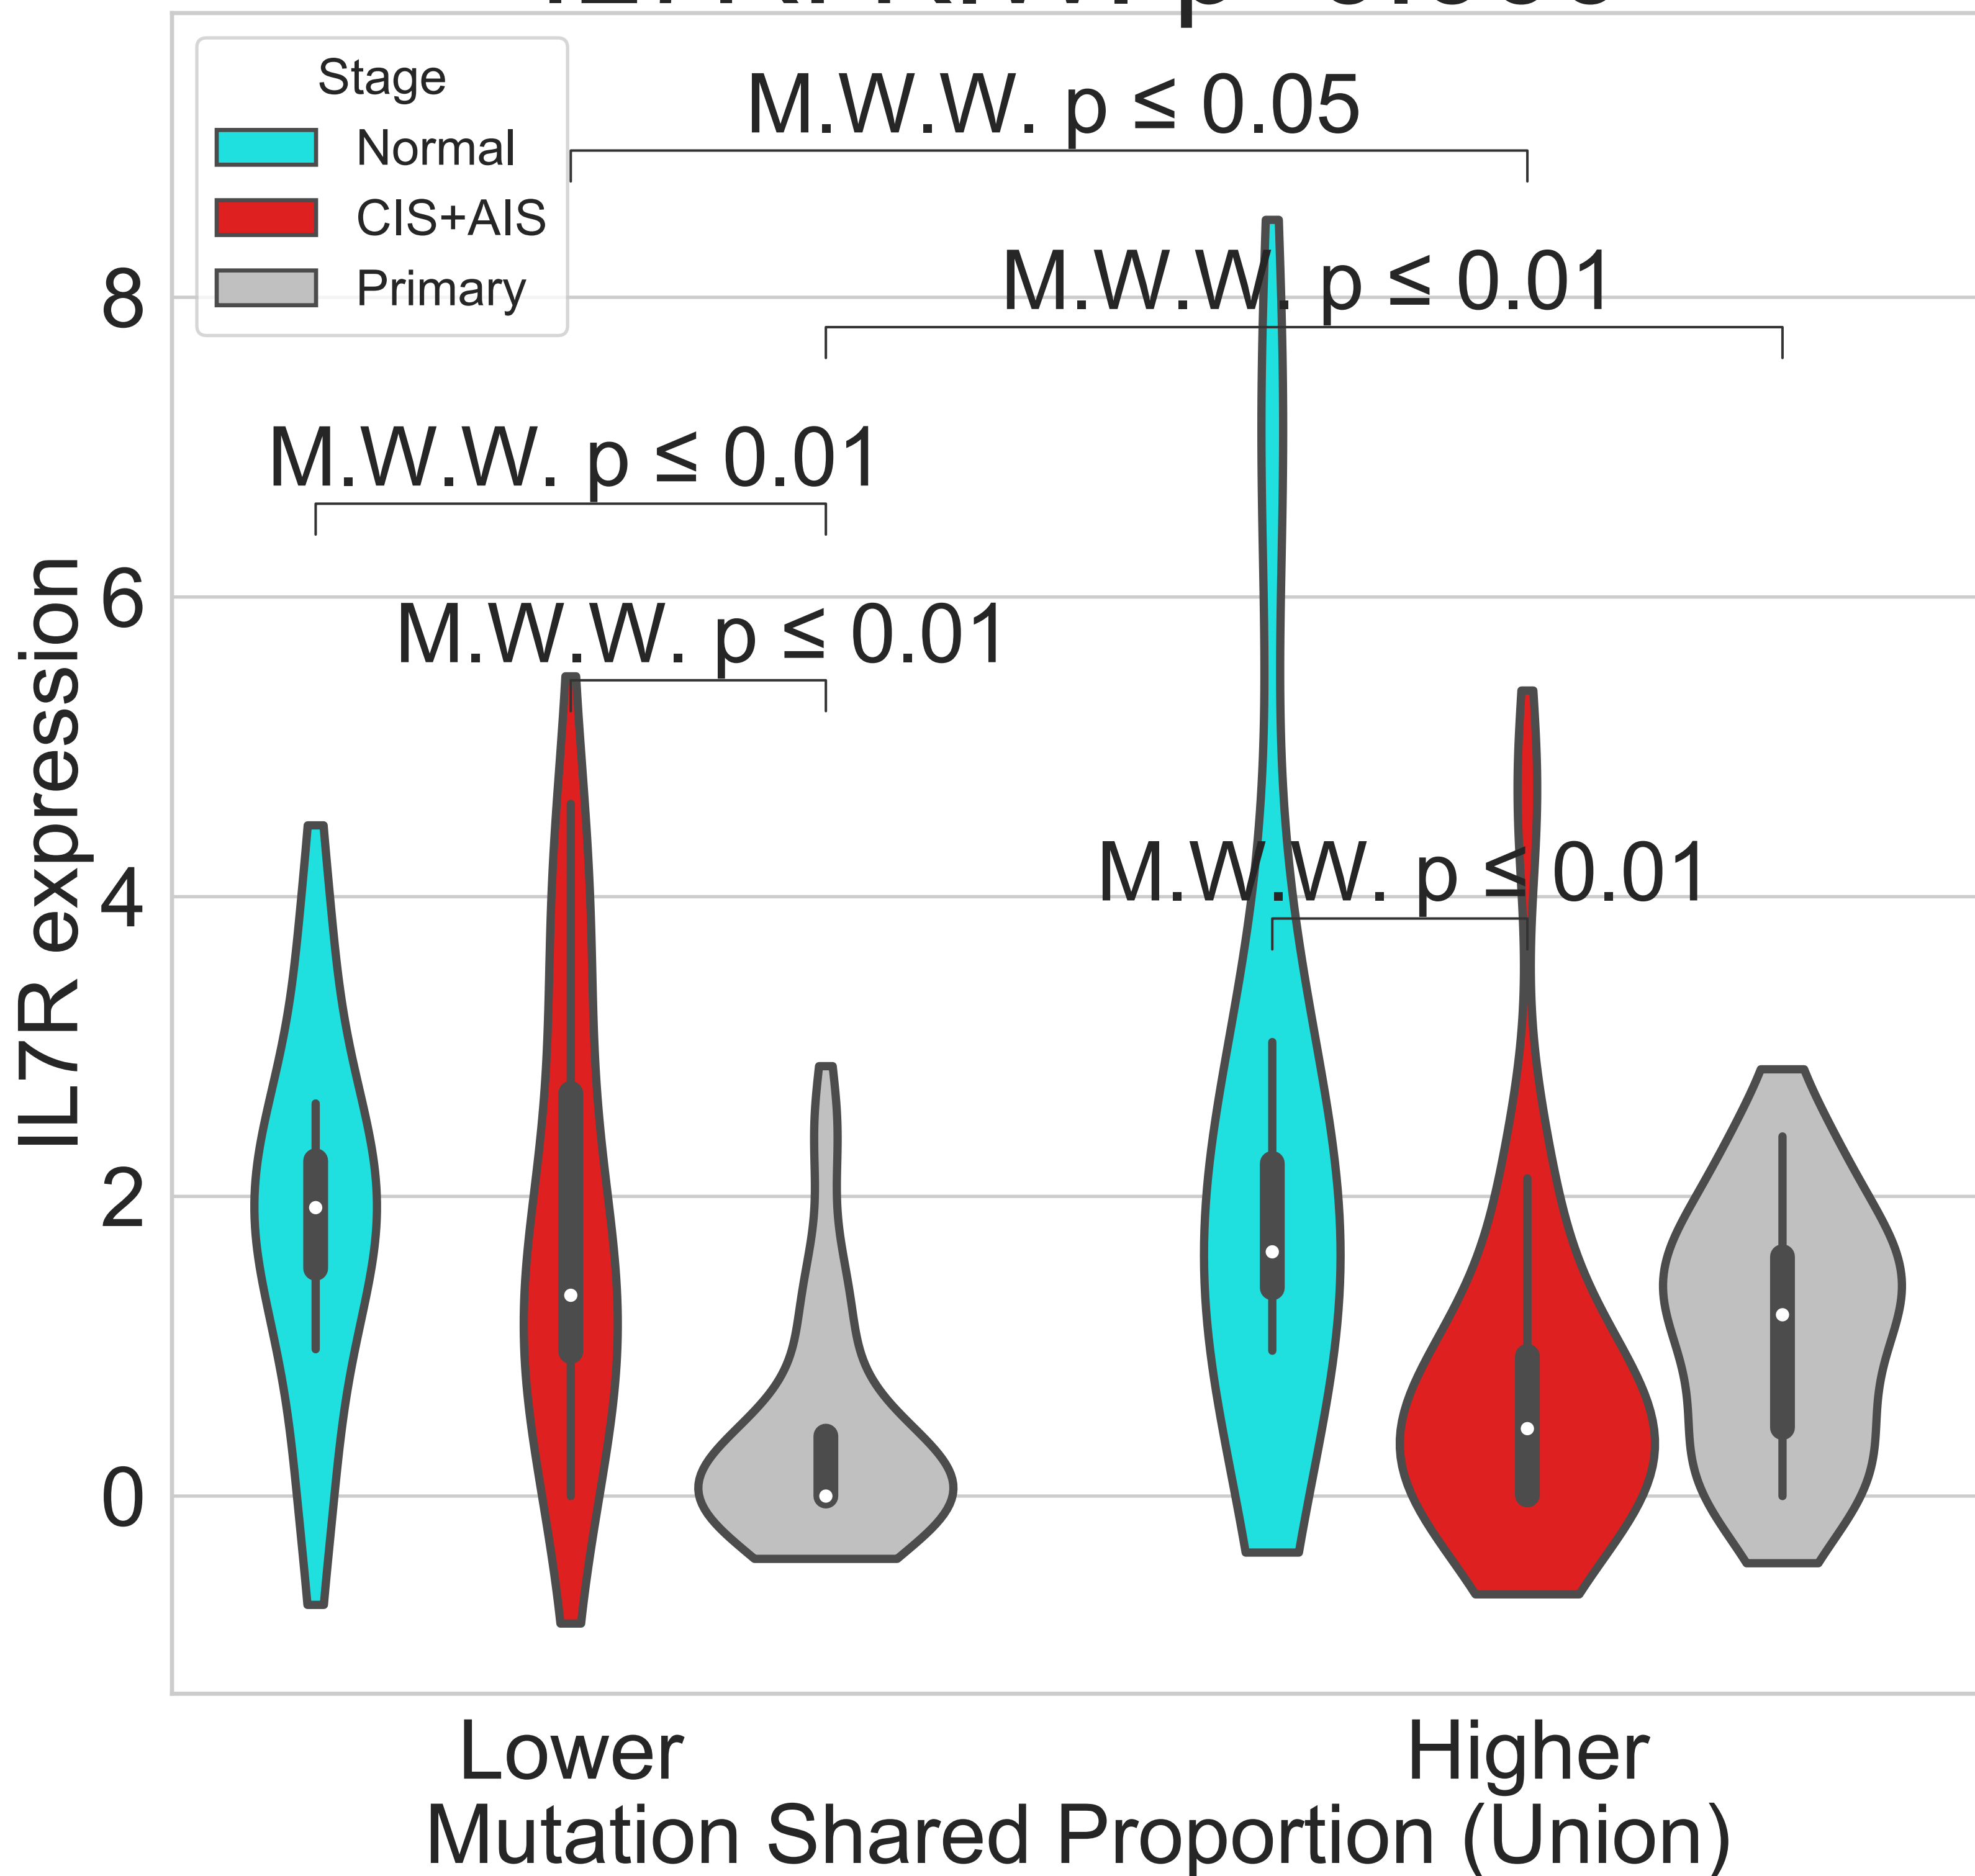 Stage
Normal
CIS+AIS
Primary
M.W.W. p ≤ 0.05
M.W.W. p ≤ 0.01
M.W.W. p ≤ 0.01
M.W.W. p ≤ 0.01
M.W.W. p ≤ 0.01
8
6
4
2
0
IL7R expression
Lower
Higher
Mutation Shared Proportion (Union)